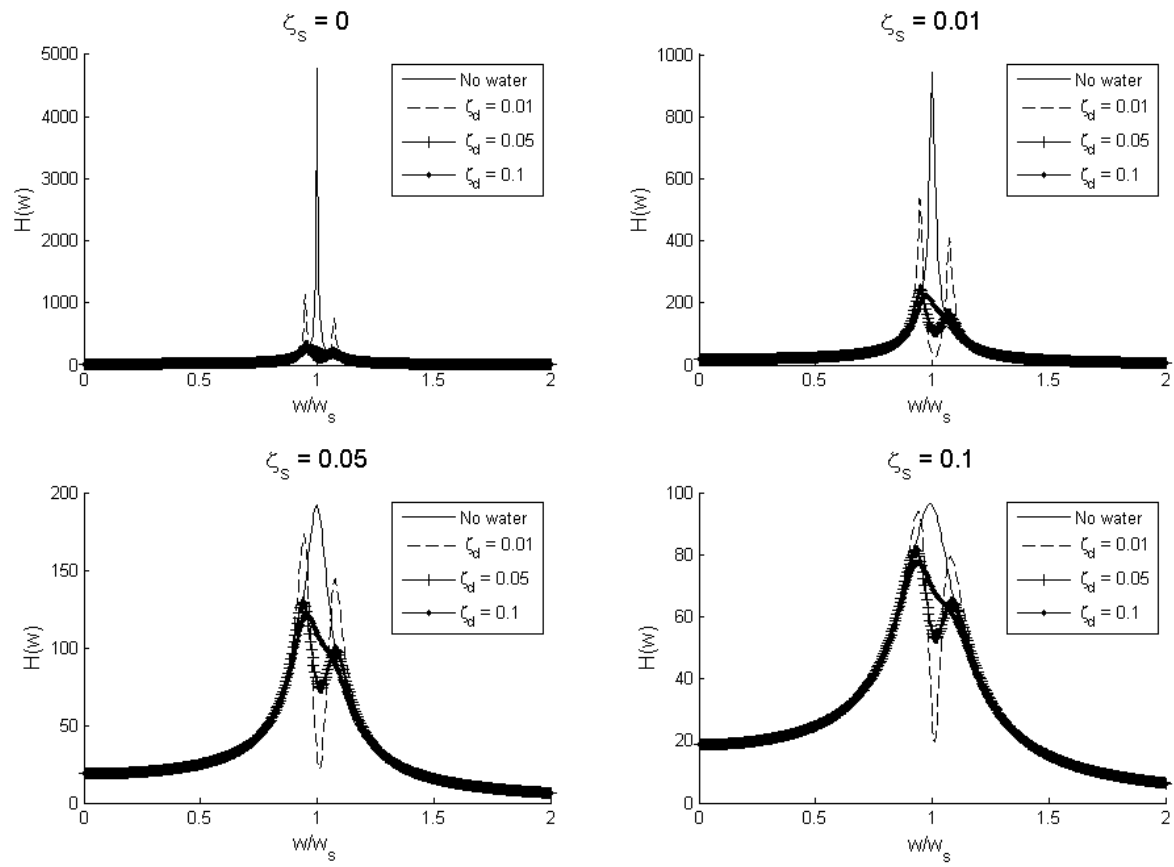 ζs = 0
5000
4000
3000
2000
1000
0
H(w)
0 0.5 1 1.5 2
w/ws
No water
ζd = 0.01
ζd = 0.05
ζd = 0.1
ζs = 0.01
1000
800
600
400
200
0
H(w)
0 0.5 1 1.5 2
w/ws
No water
ζd = 0.01
ζd = 0.05
ζd = 0.1
ζs = 0.05
200
150
100
50
0
H(w)
0 0.5 1 1.5 2
w/ws
No water
ζd = 0.01
ζd = 0.05
ζd = 0.1
ζs = 0.1
100
80
60
40
20
0
H(w)
0 0.5 1 1.5 2
w/ws
No water
ζd = 0.01
ζd = 0.05
ζd = 0.1